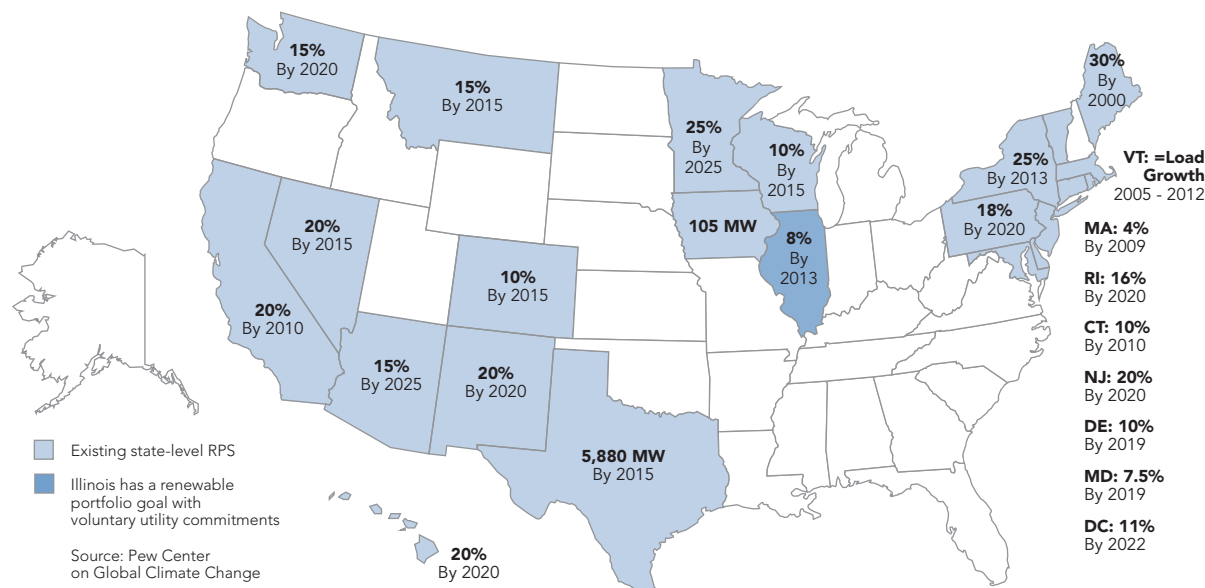 15%
By 2020
15%
By 2015
25%
By
2025
10%
By
2015
30%
By
2000
25%
By 2013
VT: =Load
Growth
2005 - 2012
18%
By 2020
20%
By 2015
20%
By 2010
10%
By 2015
105 MW
8%
By
2013
15%
By 2025
20%
By 2020
5,880 MW
By 2015
20%
By 2020
MA: 4%
By 2009
RI: 16%
By 2020
CT: 10%
By 2010
NJ: 20%
By 2020
DE: 10%
By 2019
MD: 7.5%
By 2019
DC: 11%
By 2022
Existing state-level RPS
Illinois has a renewable
portfolio goal with
voluntary utility commitments
Source: Pew Center
on Global Climate Change